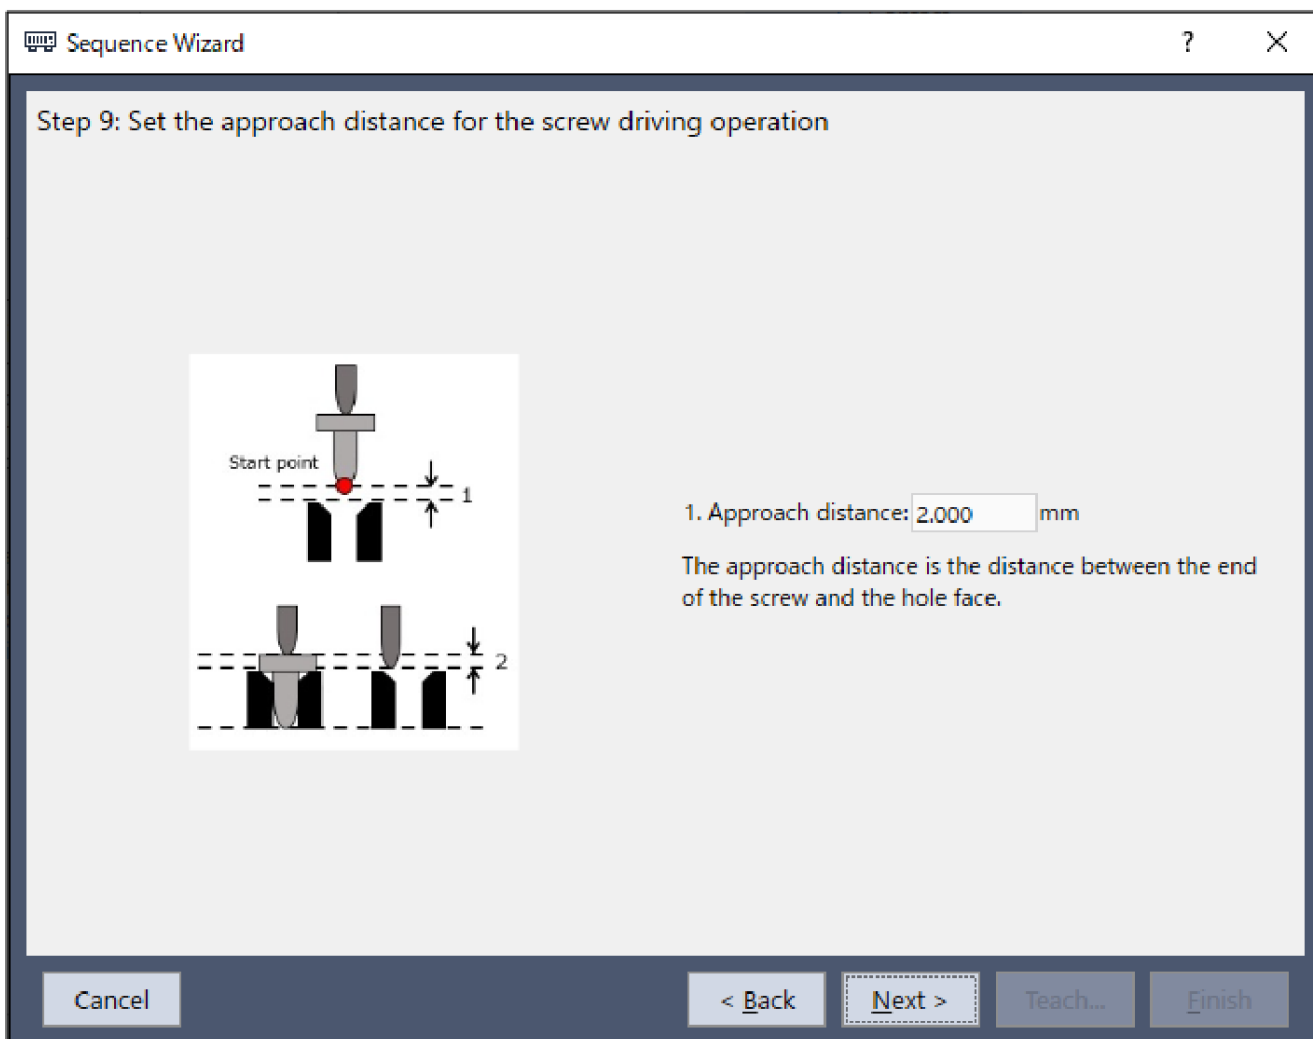 Sequence Wizard
?
Step 9: Set the approach distance for the screw driving operation
Start point
1
2
1. Approach distance: 2.000 mm
The approach distance is the distance between the end
of the screw and the hole face.
Cancel
< Back
Next >
Teach...
Finish